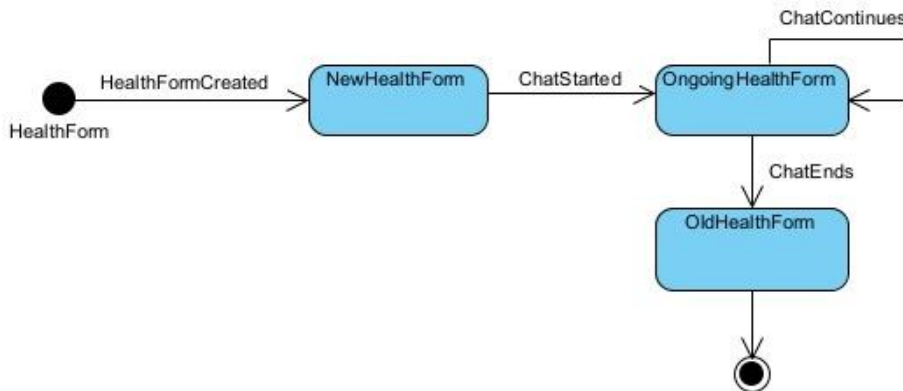 ChatContinues
HealthFormCreated
NewHealthForm
ChatStarted
OngoingHealthForm
HealthForm
ChatEnds
OldHealthForm